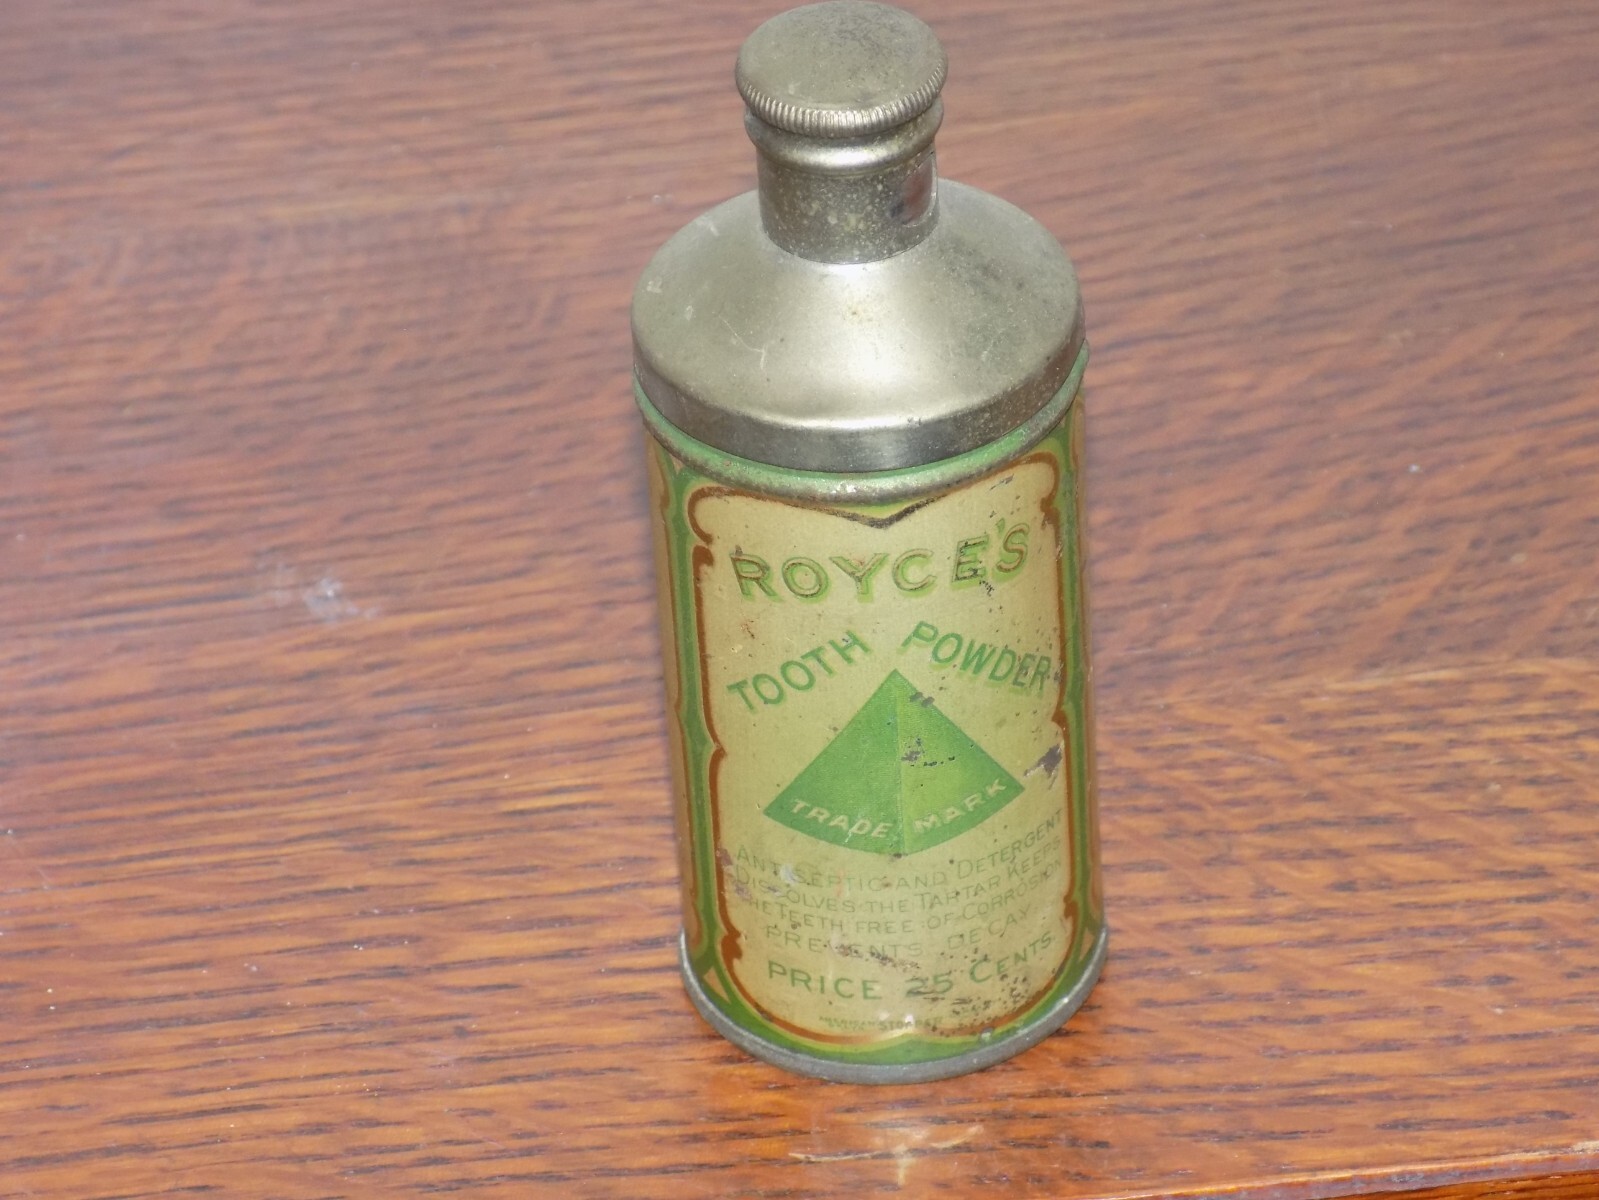 ROYCE'S
TOOTH POWDER
TRADE MARK
ANTISEPTIC AND DETERGENT
DISSOLVES THE TARTAR KEEPS
THE TEETH FREE OF CORROSION
PREVENTS DECAY
PRICE 25 CENTS